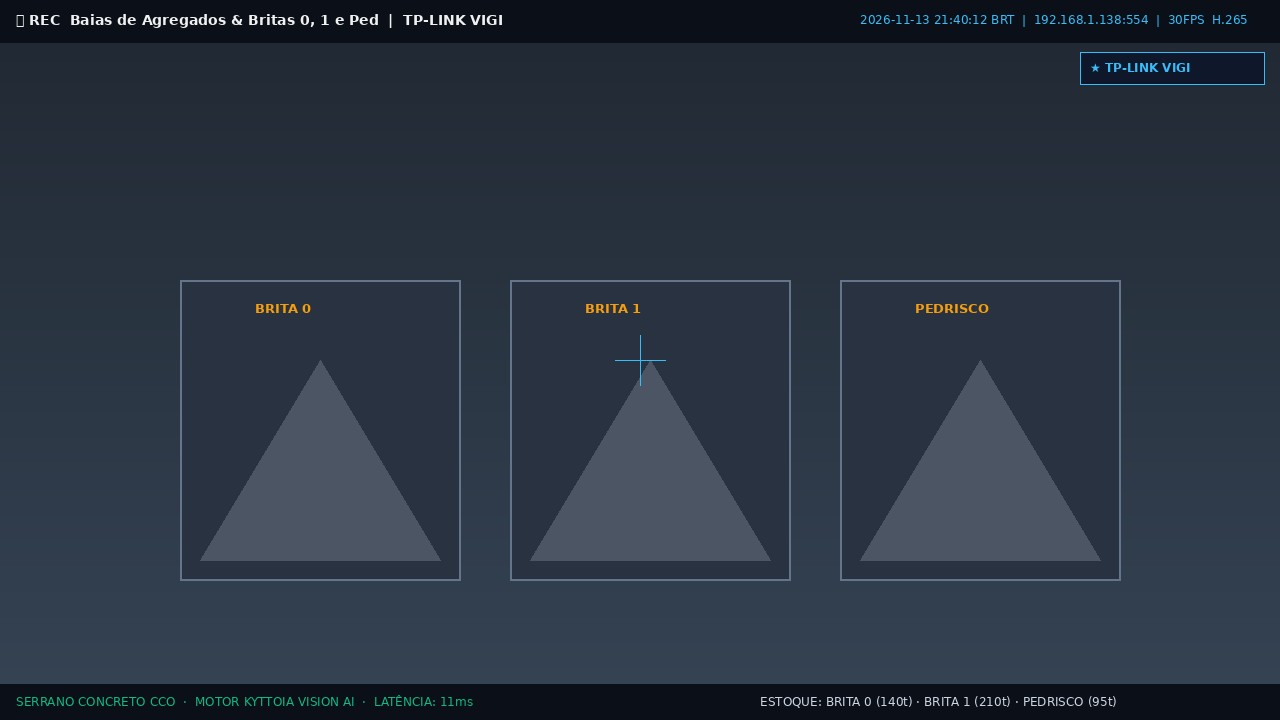 REC  Baias de Agregados & Britas 0, 1 e Ped  |  TP-LINK VIGI
2026-11-13 21:40:12 BRT  |  192.168.1.138:554  |  30FPS  H.265
★ TP-LINK VIGI
BRITA 0
BRITA 1
PEDRISCO
SERRANO CONCRETO CCO  ·  MOTOR KYTTOIA VISION AI  ·  LATÊNCIA: 11ms
ESTOQUE: BRITA 0 (140t) · BRITA 1 (210t) · PEDRISCO (95t)